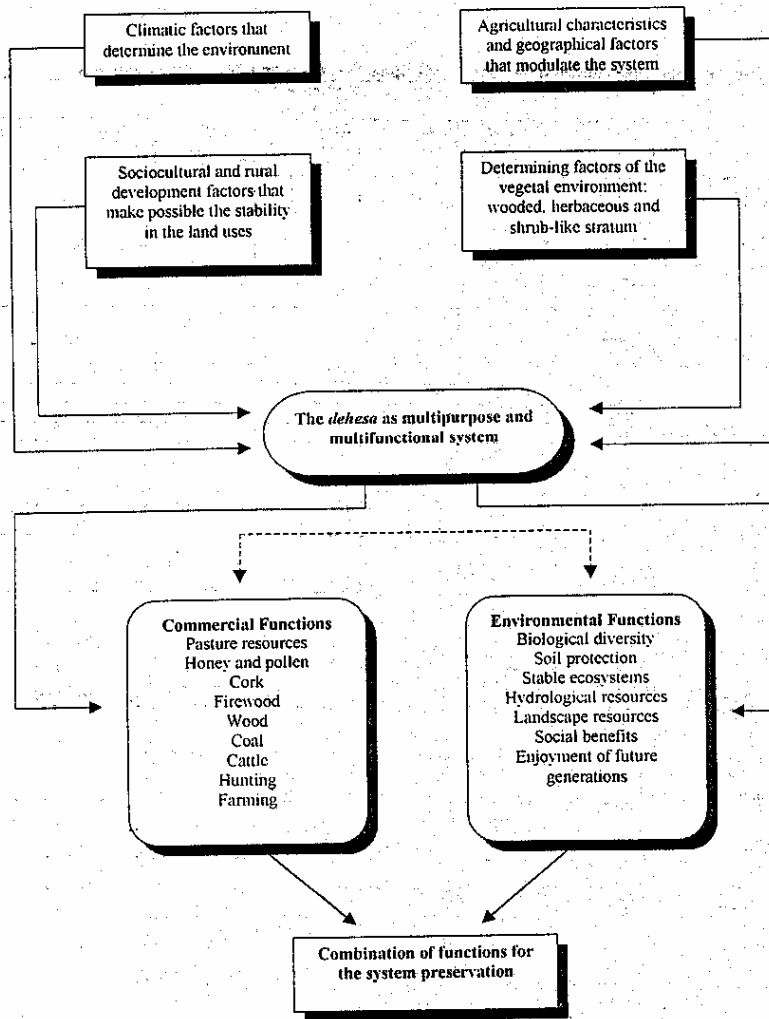 Climatic factors that
determine the environment
Agricultural characteristics
and geographical factors
that modulate the system
Sociocultural and rural
development factors that
make possible the stability
in the land uses
Determining factors of the
vegetal environment:
wooded, herbaceous and
shrub-like stratum
The dehesa as multipurpose and
multifunctional system
Commercial Functions
Pasture resources
Honey and pollen
Cork
Firewood
Wood
Coal
Cattle
Hunting
Farming
Environmental Functions
Biological diversity
Soil protection
Stable ecosystems
Hydrological resources
Landscape resources
Social benefits
Enjoyment of future
generations
Combination of functions for
the system preservation